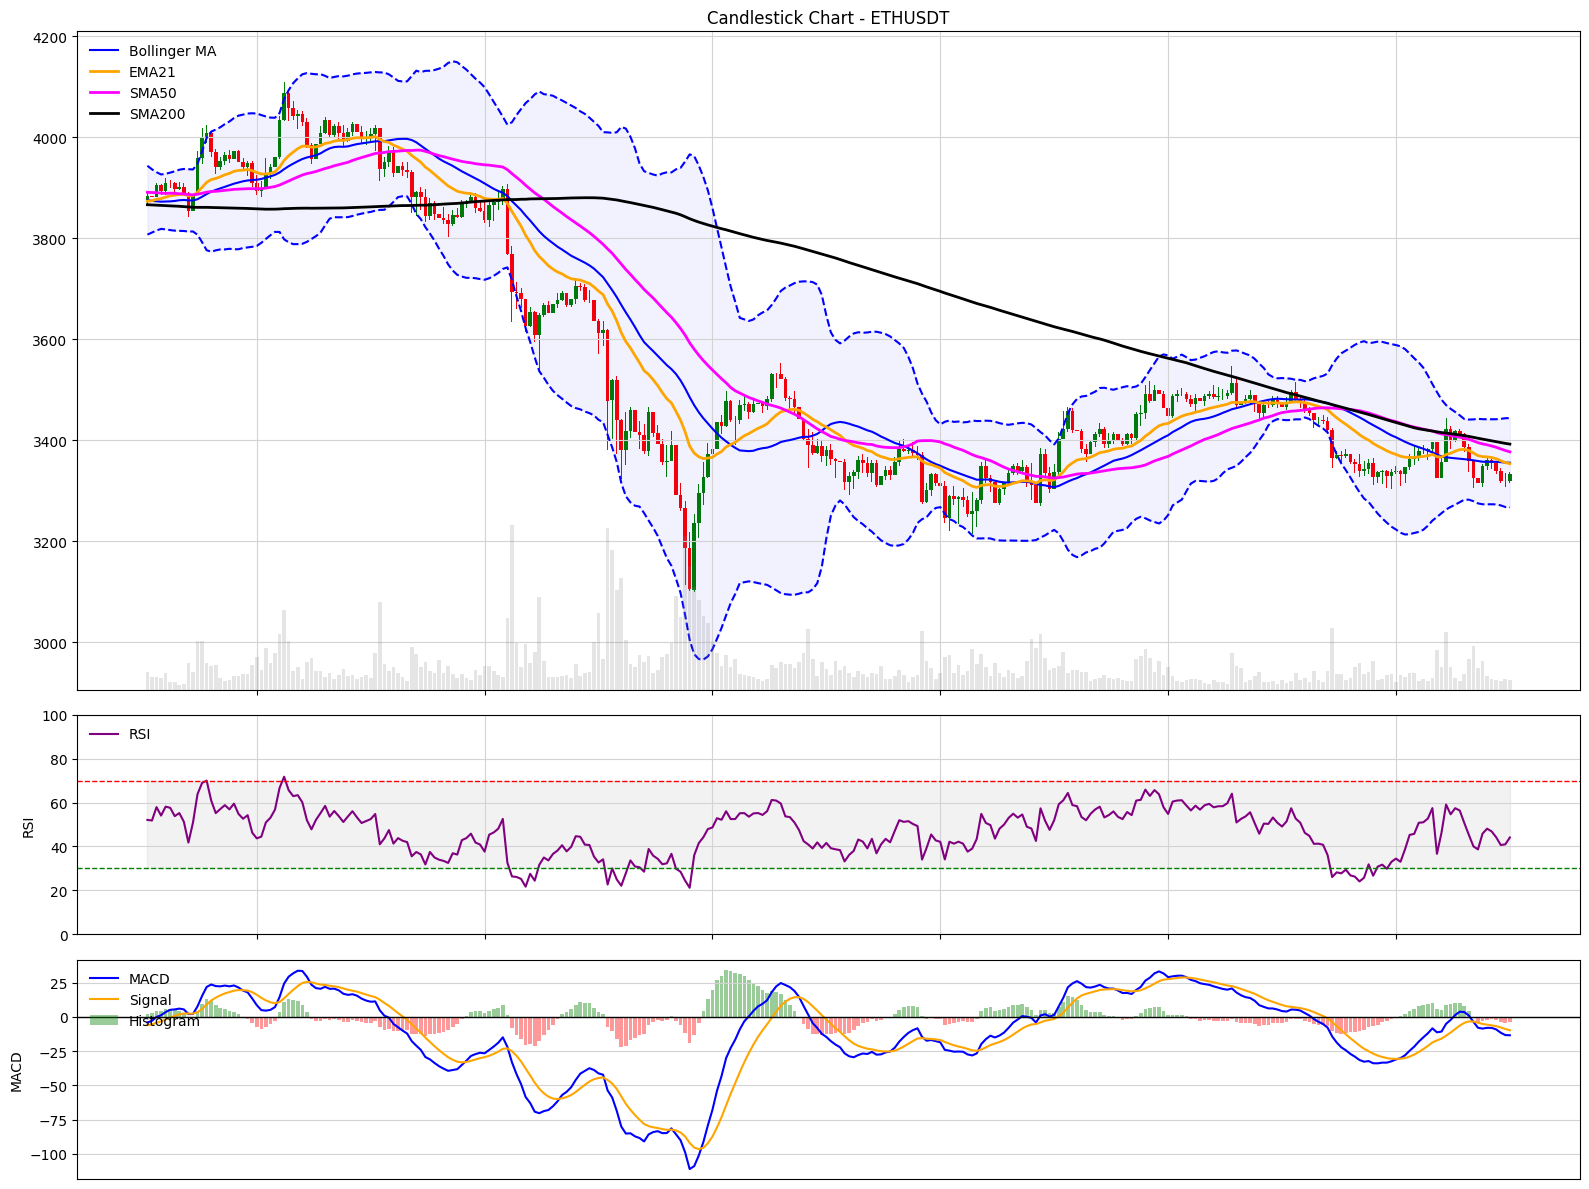 Candlestick Chart - ETHUSDT
4200
4000
3800
3600
3400
3200
3000
Bollinger MA
EMA21
SMA50
SMA200
100
80
60
40
20
0
RSI
RSI
25
0
−25
−50
−75
−100
MACD
MACD
Signal
Histogram